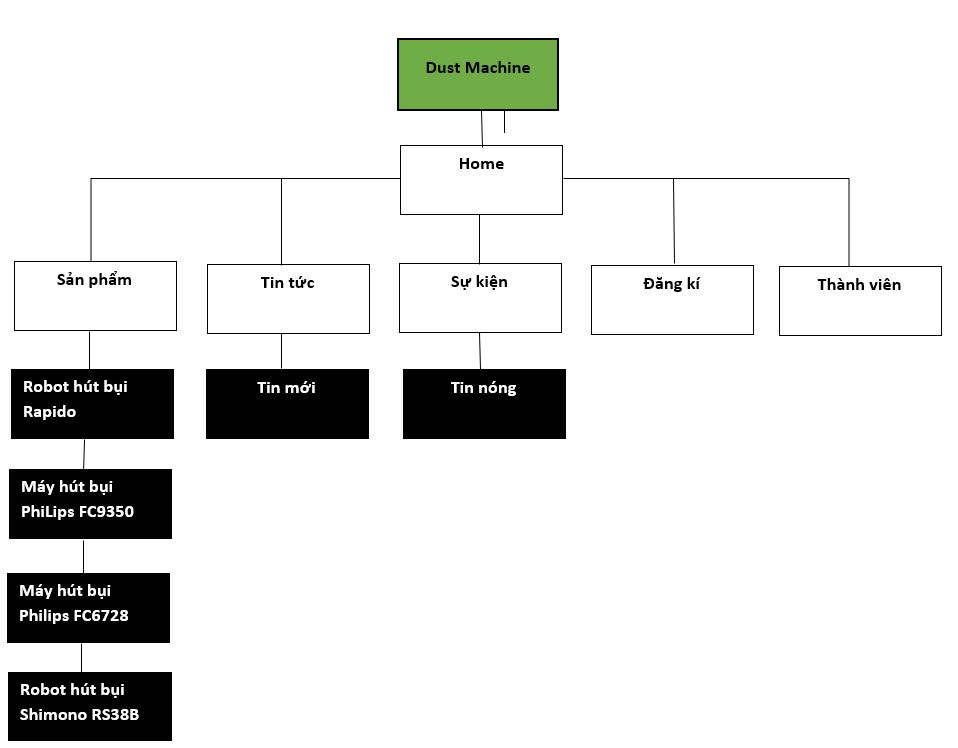 Dust Machine
Home
Sản phẩm
Tin tức
Sự kiện
Đăng kí
Thành viên
Robot hút bụi
Rapido
Tin mới
Tin nóng
Máy hút bụi
PhiLips FC9350
Máy hút bụi
Philips FC6728
Robot hút bụi
Shimono RS38B